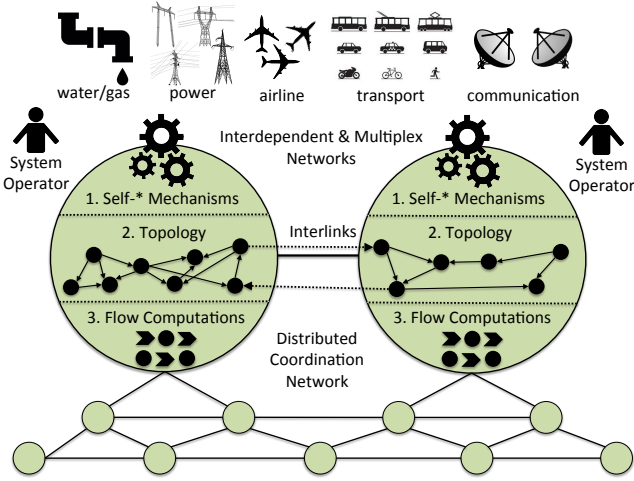 water/gas power airline transport communication
Interdependent & Multiplex
Networks
System
Operator
System
Operator
1. Self-* Mechanisms
1. Self-* Mechanisms
2. Topology
Interlinks
2. Topology
3. Flow Computations
3. Flow Computations
Distributed
Coordination
Network